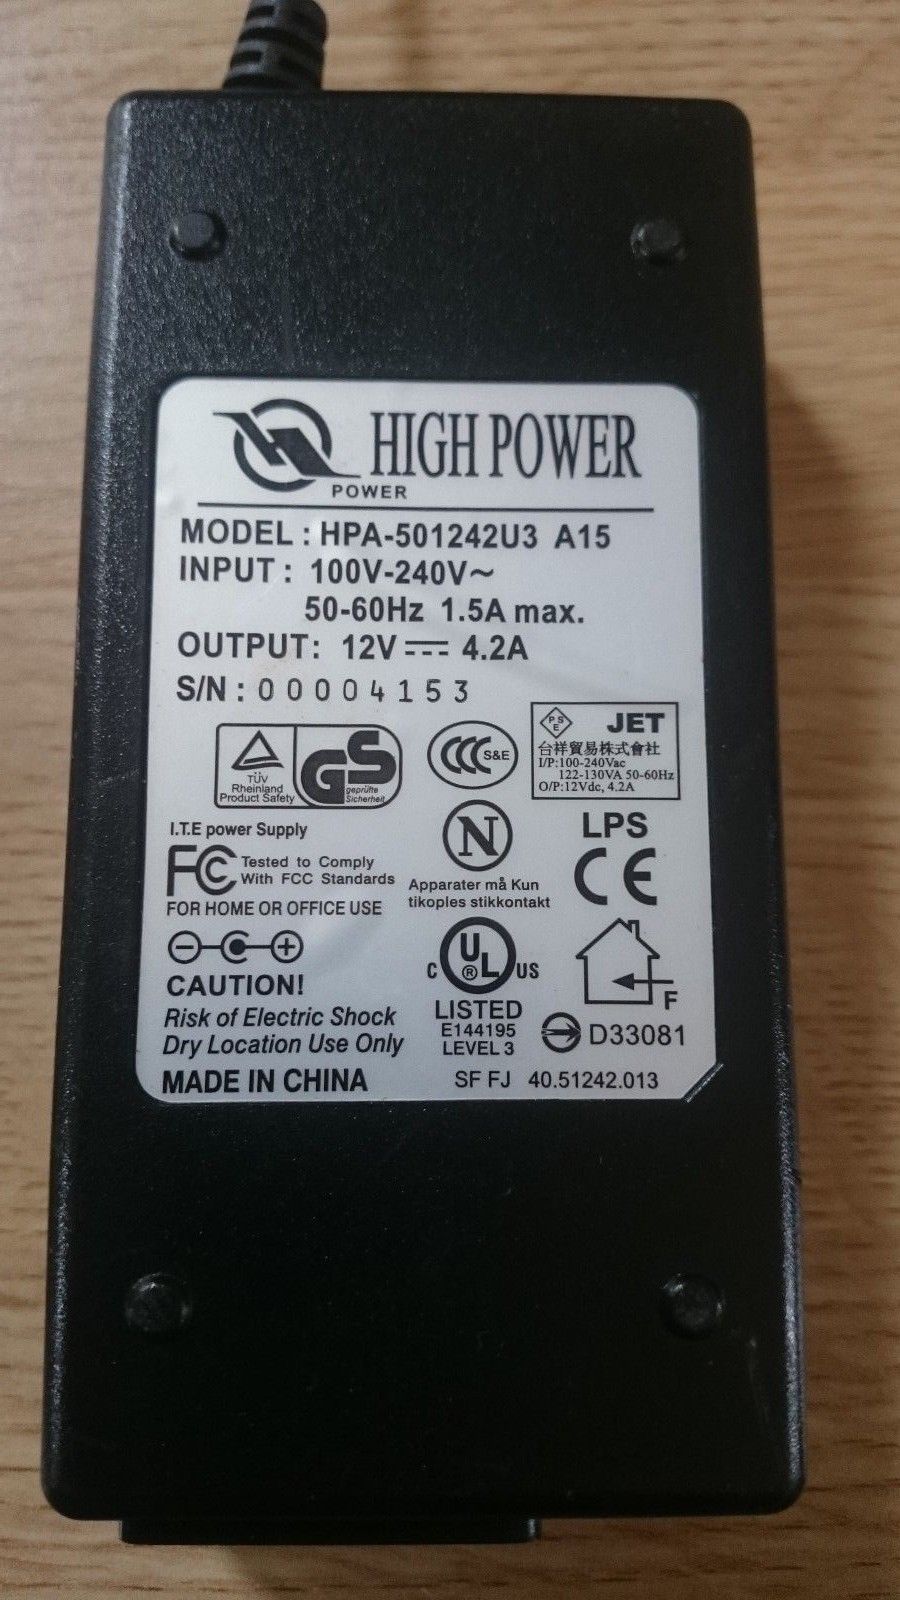 HIGH POWER
POWER
MODEL : HPA-501242U3 A15
INPUT : 100V-240V~
50-60Hz 1.5A max.
OUTPUT: 12V⎓4.2A
S/N : 00004153
TÜV
Rheinland
Product Safety
GS
geprüfte
Sicherheit
CCC S&E
PSE JET
台祥貿易株式會社
I/P:100-240Vac
122-130VA 50-60Hz
O/P:12Vdc, 4.2A
I.T.E power Supply
FC Tested to Comply
With FCC Standards
FOR HOME OR OFFICE USE
N
Apparater må Kun
tikoples stikkontakt
LPS
CE
CAUTION!
Risk of Electric Shock
Dry Location Use Only
MADE IN CHINA
C UL® US
LISTED
E144195
LEVEL 3
F
D33081
SF FJ 40.51242.013